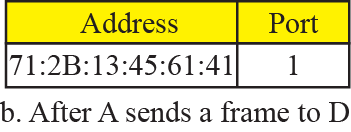 Address Port
71:2B:13:45:61:41 1
b. After A sends a frame to D